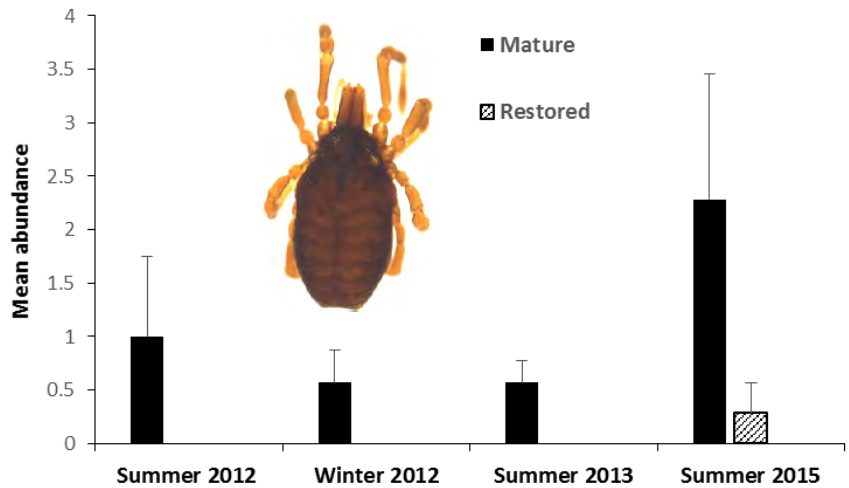 4
3.5
3
2.5
2
1.5
1
0.5
0
Mean abundance
Mature
Restored
Summer 2012
Winter 2012
Summer 2013
Summer 2015